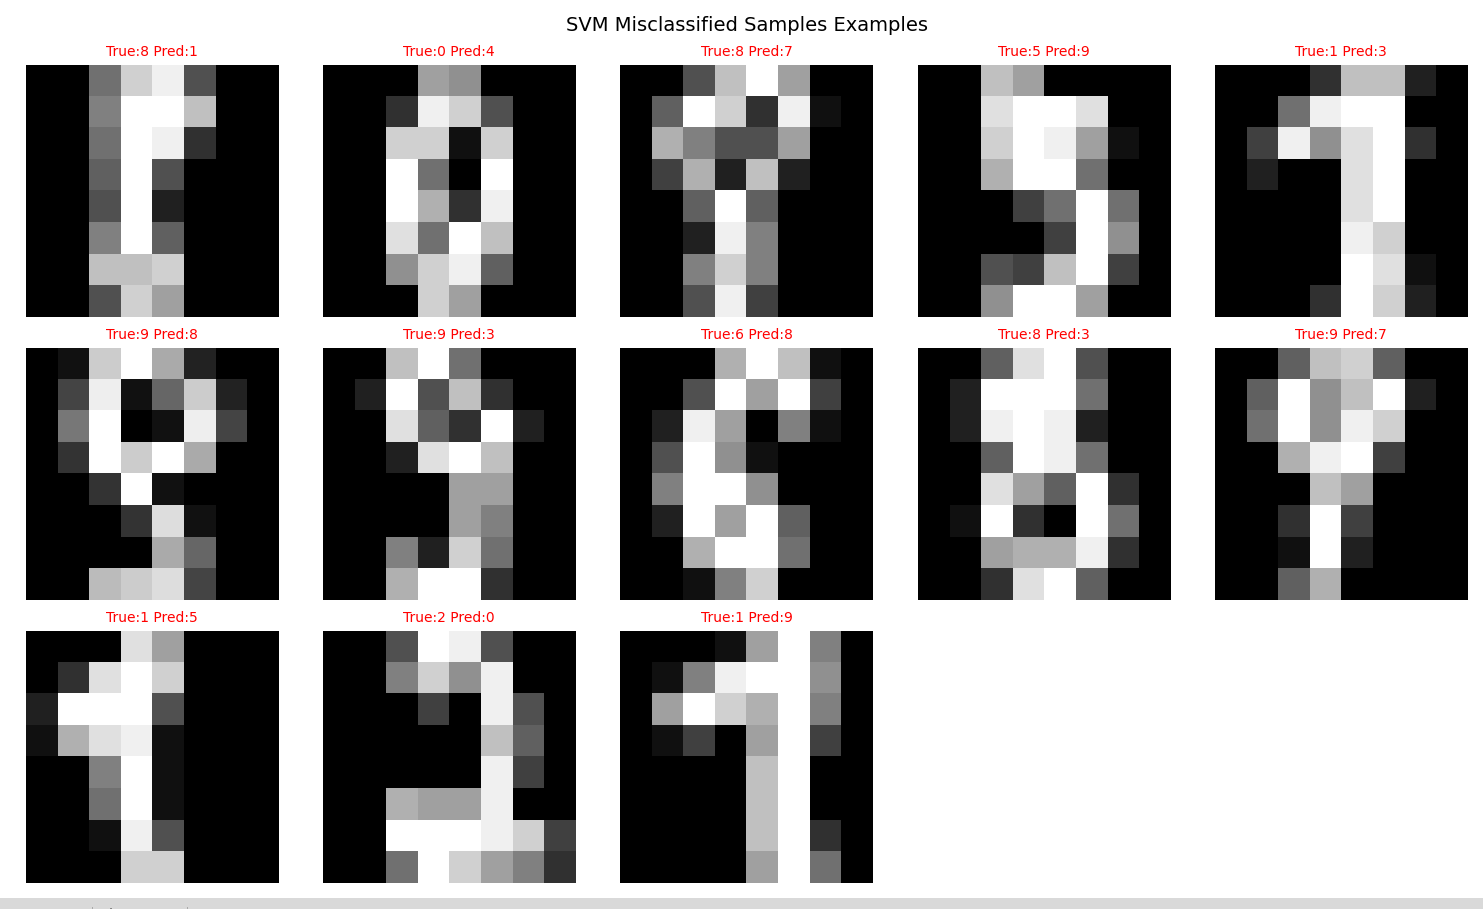 SVM Misclassified Samples Examples
True:8 Pred:1
True:0 Pred:4
True:8 Pred:7
True:5 Pred:9
True:1 Pred:3
True:9 Pred:8
True:9 Pred:3
True:6 Pred:8
True:8 Pred:3
True:9 Pred:7
True:1 Pred:5
True:2 Pred:0
True:1 Pred:9